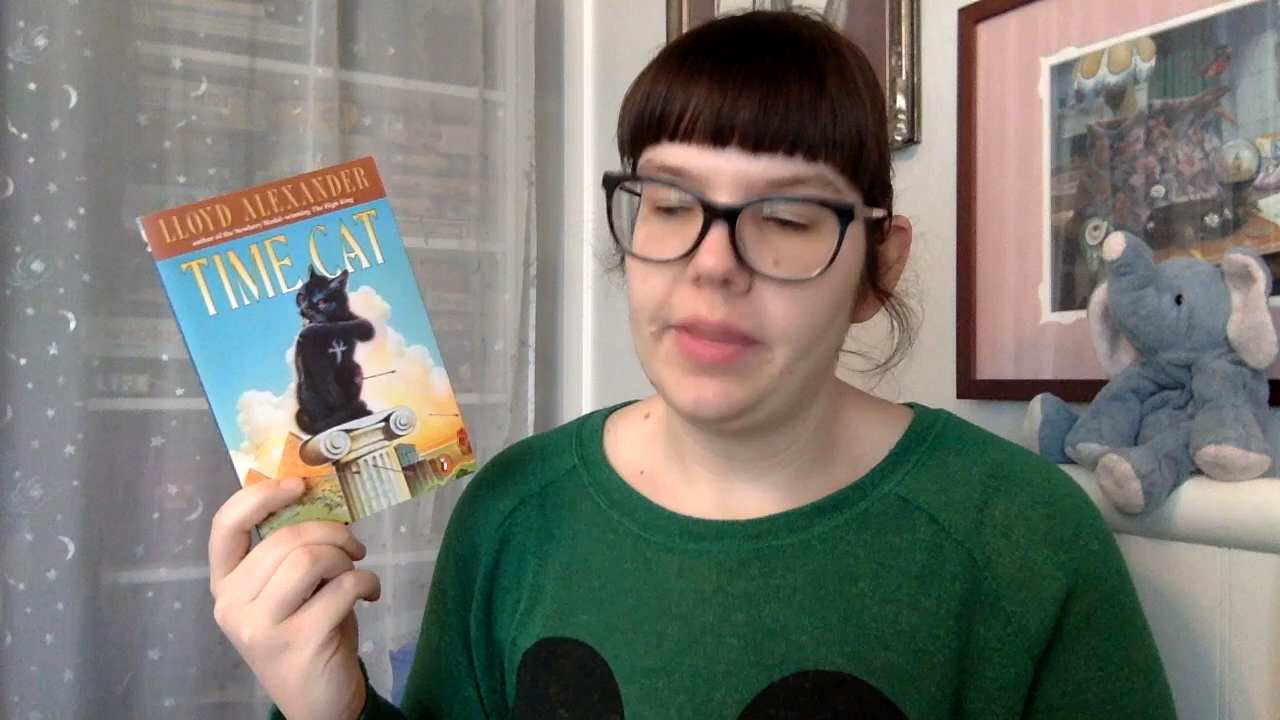 LLOYD ALEXANDER
author of the Newbery Medal-winning The High King
TIME CAT